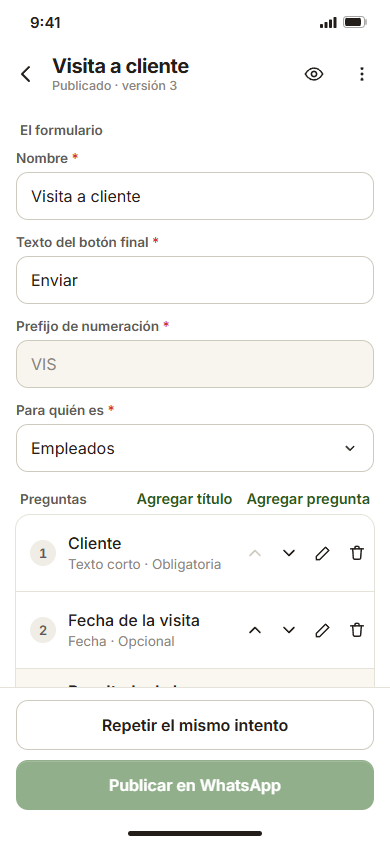 9:41
Visita a cliente
Publicado · versión 3
El formulario
Nombre *
Visita a cliente
Texto del botón final *
Enviar
Prefijo de numeración *
VIS
Para quién es *
Empleados
Preguntas Agregar título Agregar pregunta
1 Cliente
Texto corto · Obligatoria
2 Fecha de la visita
Fecha · Opcional
Repetir el mismo intento
Publicar en WhatsApp